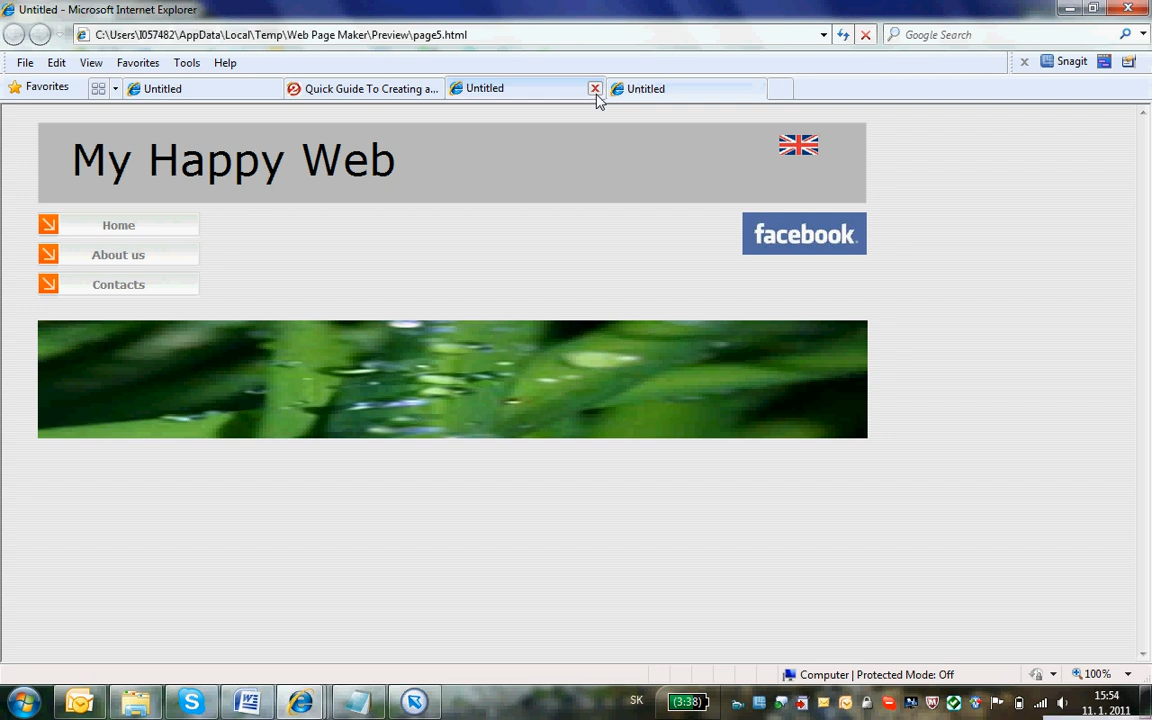 Untitled - Microsoft Internet Explorer
C:\Users\I057482\AppData\Local\Temp\Web Page Maker\Preview\page5.html
Google Search
File Edit View Favorites Tools Help
Snagit
Favorites
Untitled
Quick Guide To Creating a...
Untitled
Untitled
My Happy Web
Home
facebook.
About us
Contacts
Computer | Protected Mode: Off
100%
SK
(3:38)
15:54
11. 1. 2011